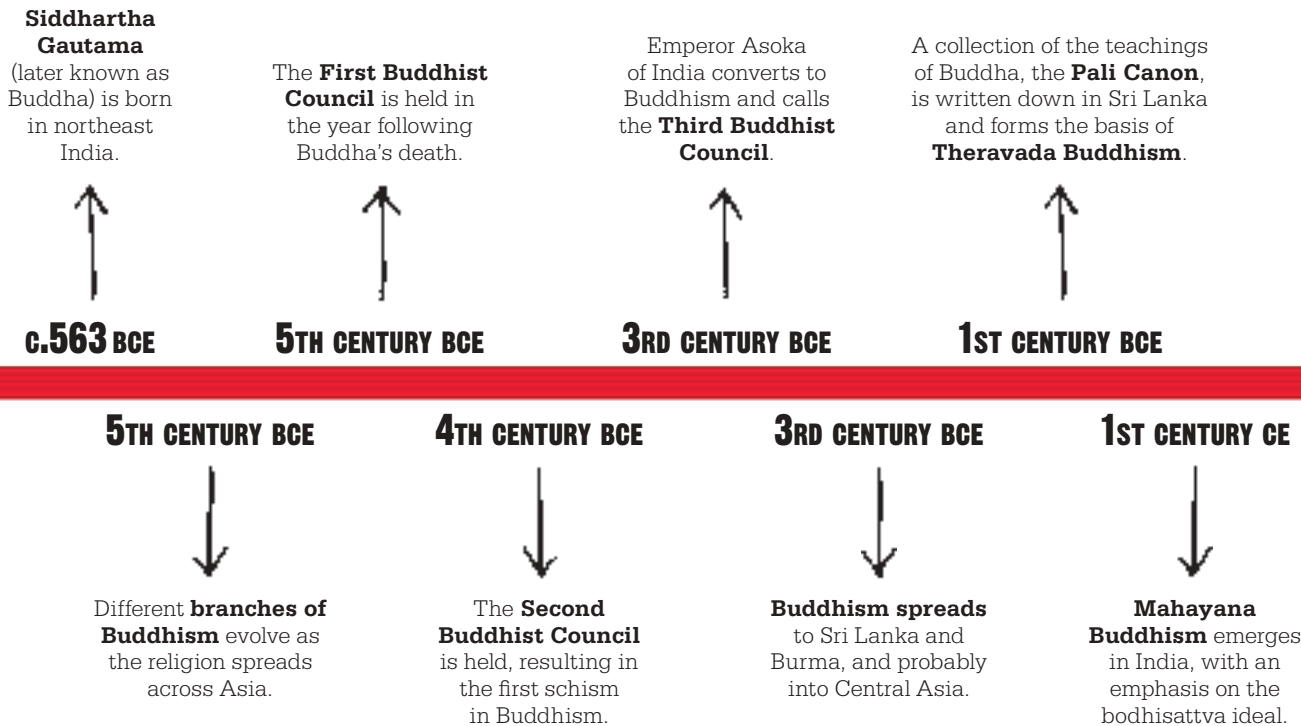 Siddhartha
Gautama
(later known as
Buddha) is born
in northeast
India.
The First Buddhist
Council is held in
the year following
Buddha’s death.
Emperor Asoka
of India converts to
Buddhism and calls
the Third Buddhist
Council.
A collection of the teachings
of Buddha, the Pali Canon,
is written down in Sri Lanka
and forms the basis of
Theravada Buddhism.
c.563 BCE
5TH CENTURY BCE
3RD CENTURY BCE
1ST CENTURY BCE
5TH CENTURY BCE
4TH CENTURY BCE
3RD CENTURY BCE
1ST CENTURY CE
Different branches of
Buddhism evolve as
the religion spreads
across Asia.
The Second
Buddhist Council
is held, resulting in
the first schism
in Buddhism.
Buddhism spreads
to Sri Lanka and
Burma, and probably
into Central Asia.
Mahayana
Buddhism emerges
in India, with an
emphasis on the
bodhisattva ideal.